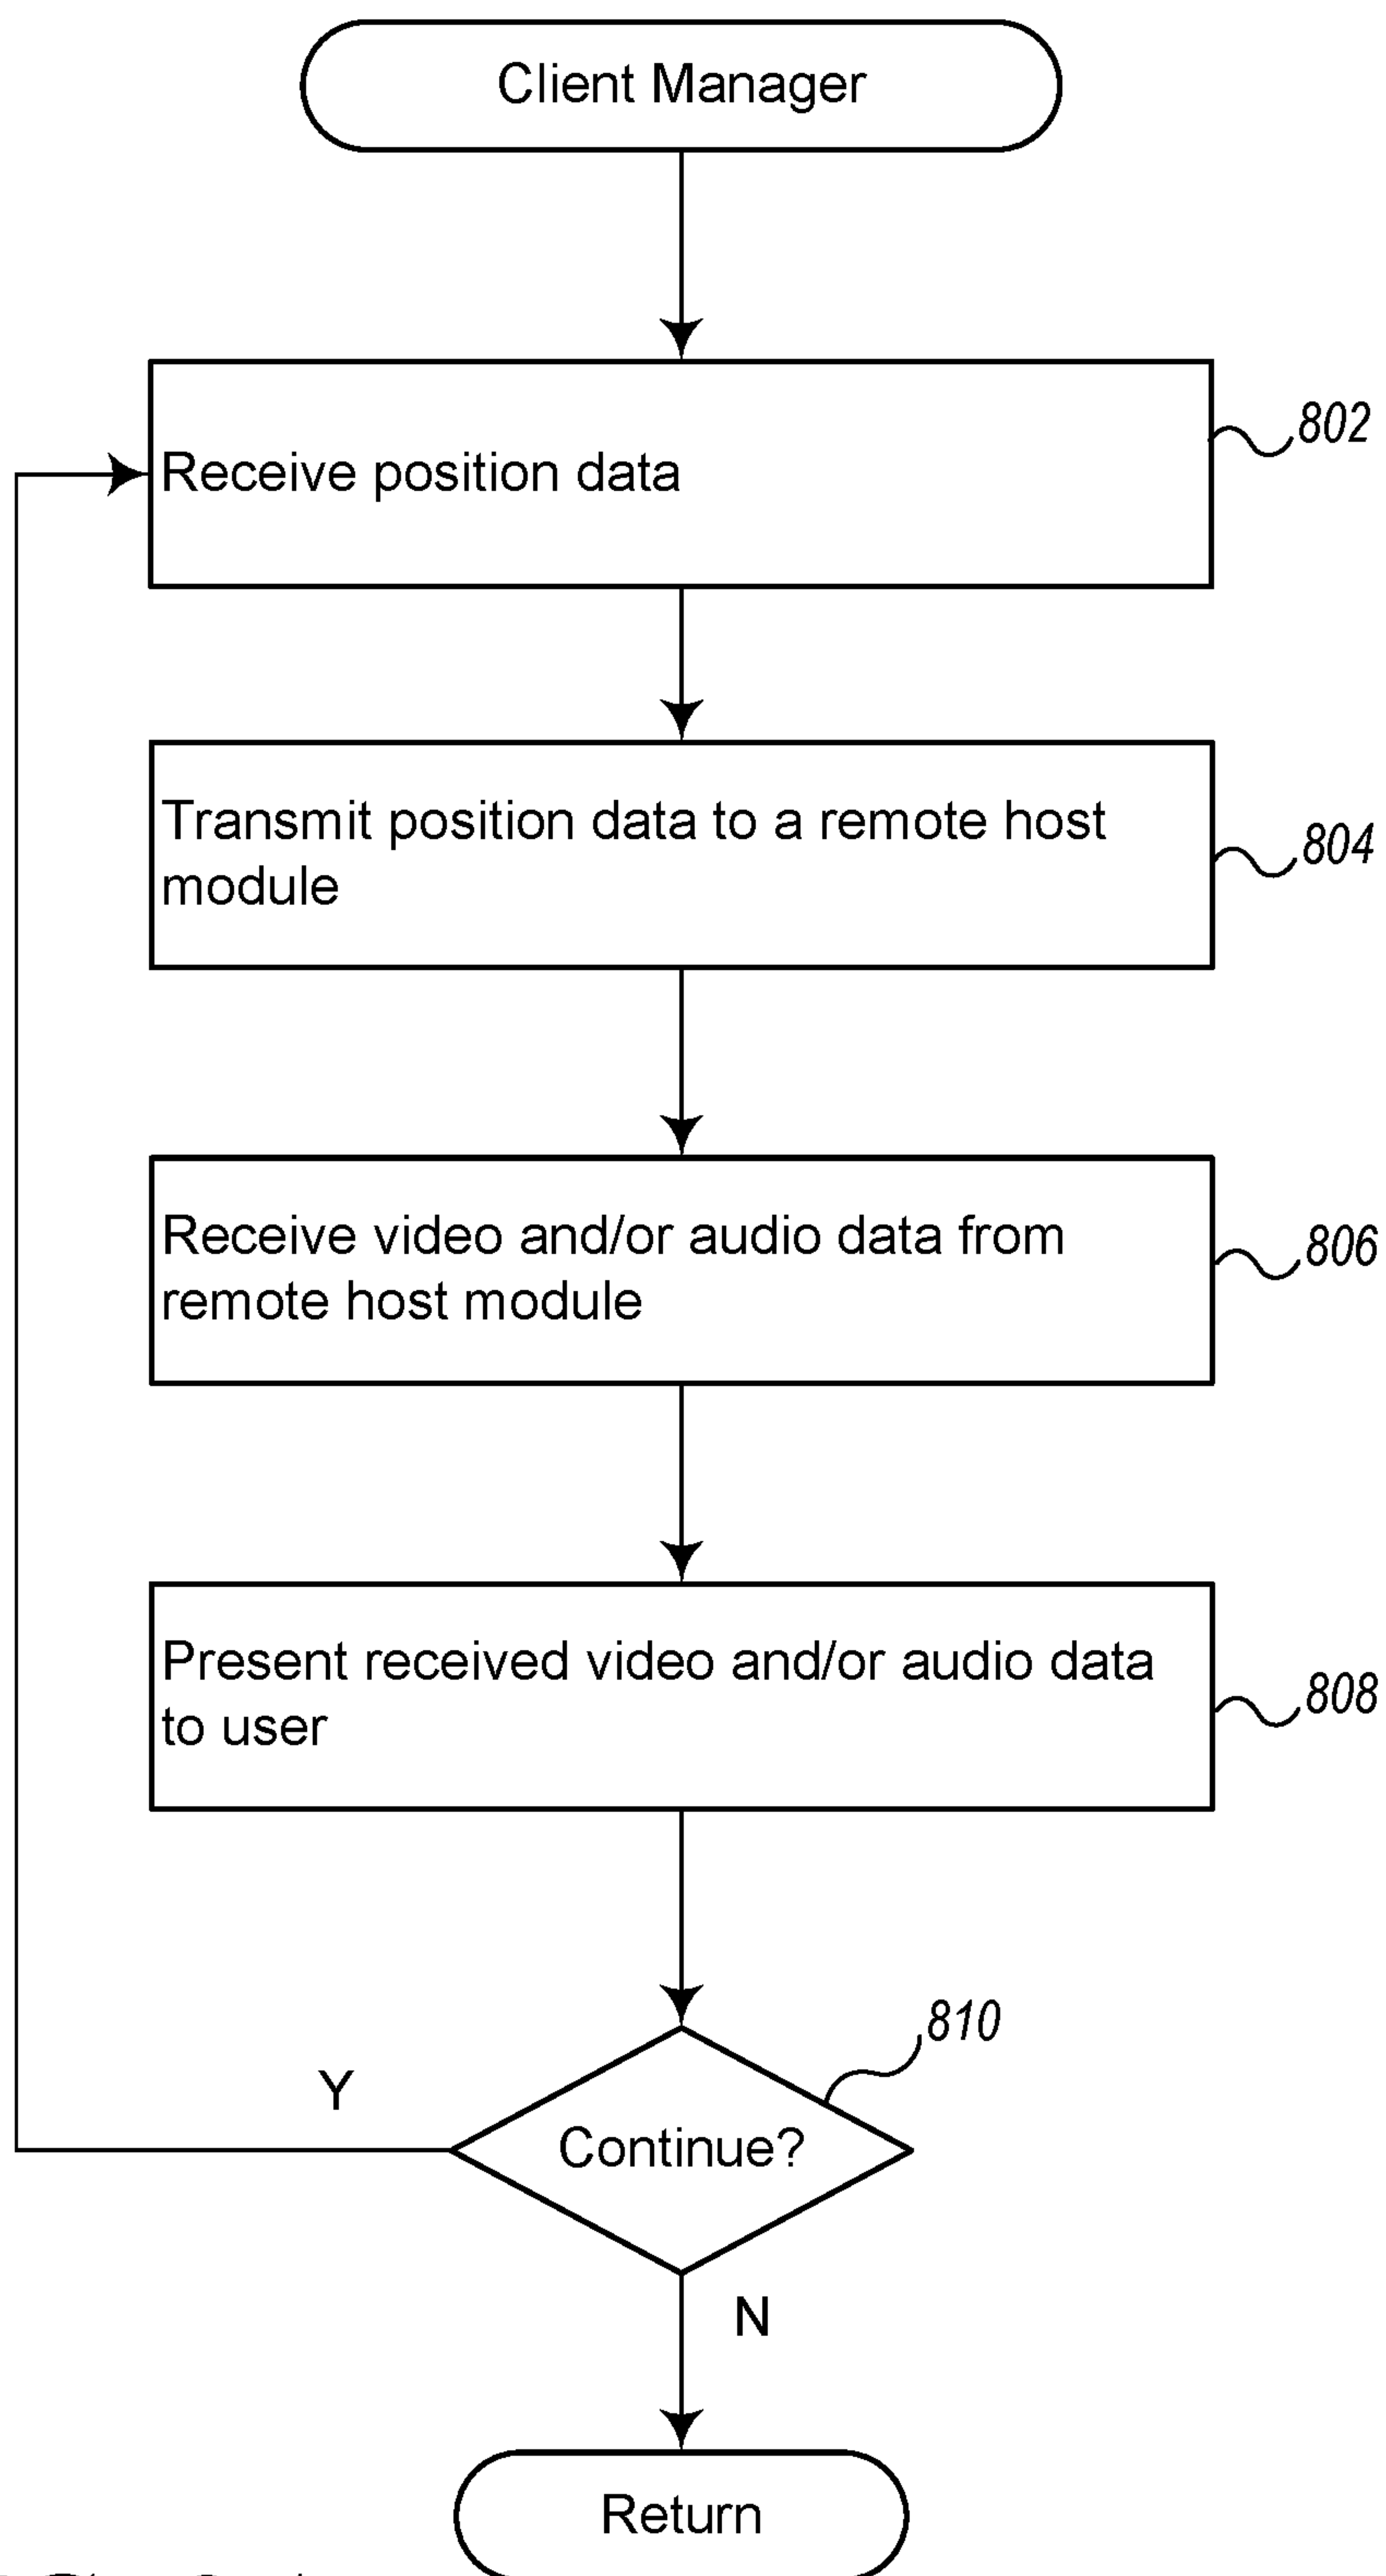 Client Manager
Receive position data
802
Transmit position data to a remote host
module
804
Receive video and/or audio data from
remote host module
806
Present received video and/or audio data
to user
808
810
Y
Continue?
N
Return